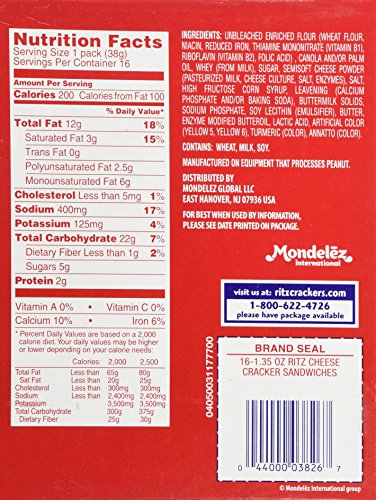 Nutrition Facts
Serving Size 1 pack (38g)
Servings Per Container 16
Amount Per Serving
Calories 200 Calories from Fat 100
% Daily Value*
Total Fat 12g 18%
Saturated Fat 3g 15%
Trans Fat 0g
Polyunsaturated Fat 2.5g
Monounsaturated Fat 6g
Cholesterol Less than 5mg 1%
Sodium 400mg 17%
Potassium 125mg 4%
Total Carbohydrate 22g 7%
Dietary Fiber Less than 1g 2%
Sugars 5g
Protein 2g
Vitamin A 0% • Vitamin C 0%
Calcium 10% • Iron 6%
* Percent Daily Values are based on a 2,000
calorie diet. Your daily values may be higher
or lower depending on your calorie needs:
Calories: 2,000 2,500
Total Fat Less than 65g 80g
Sat Fat Less than 20g 25g
Cholesterol Less than 300mg 300mg
Sodium Less than 2,400mg 2,400mg
Potassium 3,500mg 3,500mg
Total Carbohydrate 300g 375g
Dietary Fiber 25g 30g
INGREDIENTS: UNBLEACHED ENRICHED FLOUR (WHEAT FLOUR,
NIACIN, REDUCED IRON, THIAMINE MONONITRATE {VITAMIN B1},
RIBOFLAVIN {VITAMIN B2}, FOLIC ACID), CANOLA AND/OR PALM
OIL, WHEY (FROM MILK), SUGAR, SEMISOFT CHEESE POWDER
(PASTEURIZED MILK, CHEESE CULTURE, SALT, ENZYMES), SALT,
HIGH FRUCTOSE CORN SYRUP, LEAVENING (CALCIUM
PHOSPHATE AND/OR BAKING SODA), BUTTERMILK SOLIDS,
SODIUM PHOSPHATE, SOY LECITHIN (EMULSIFIER), BUTTER,
ENZYME MODIFIED BUTTEROIL, LACTIC ACID, ARTIFICIAL COLOR
(YELLOW 5, YELLOW 6), TURMERIC (COLOR), ANNATTO (COLOR).
CONTAINS: WHEAT, MILK, SOY.
MANUFACTURED ON EQUIPMENT THAT PROCESSES PEANUT.
DISTRIBUTED BY
MONDELEZ GLOBAL LLC
EAST HANOVER, NJ 07936 USA
FOR BEST WHEN USED BY INFORMATION,
PLEASE SEE DATE PRINTED ON PACKAGE.
Mondelēz
International
visit us at: ritzcrackers.com
1-800-622-4726
please have package available
04050031177700
BRAND SEAL
16-1.35 OZ RITZ CHEESE
CRACKER SANDWICHES
0 44000 03826 7
© Mondelēz International group